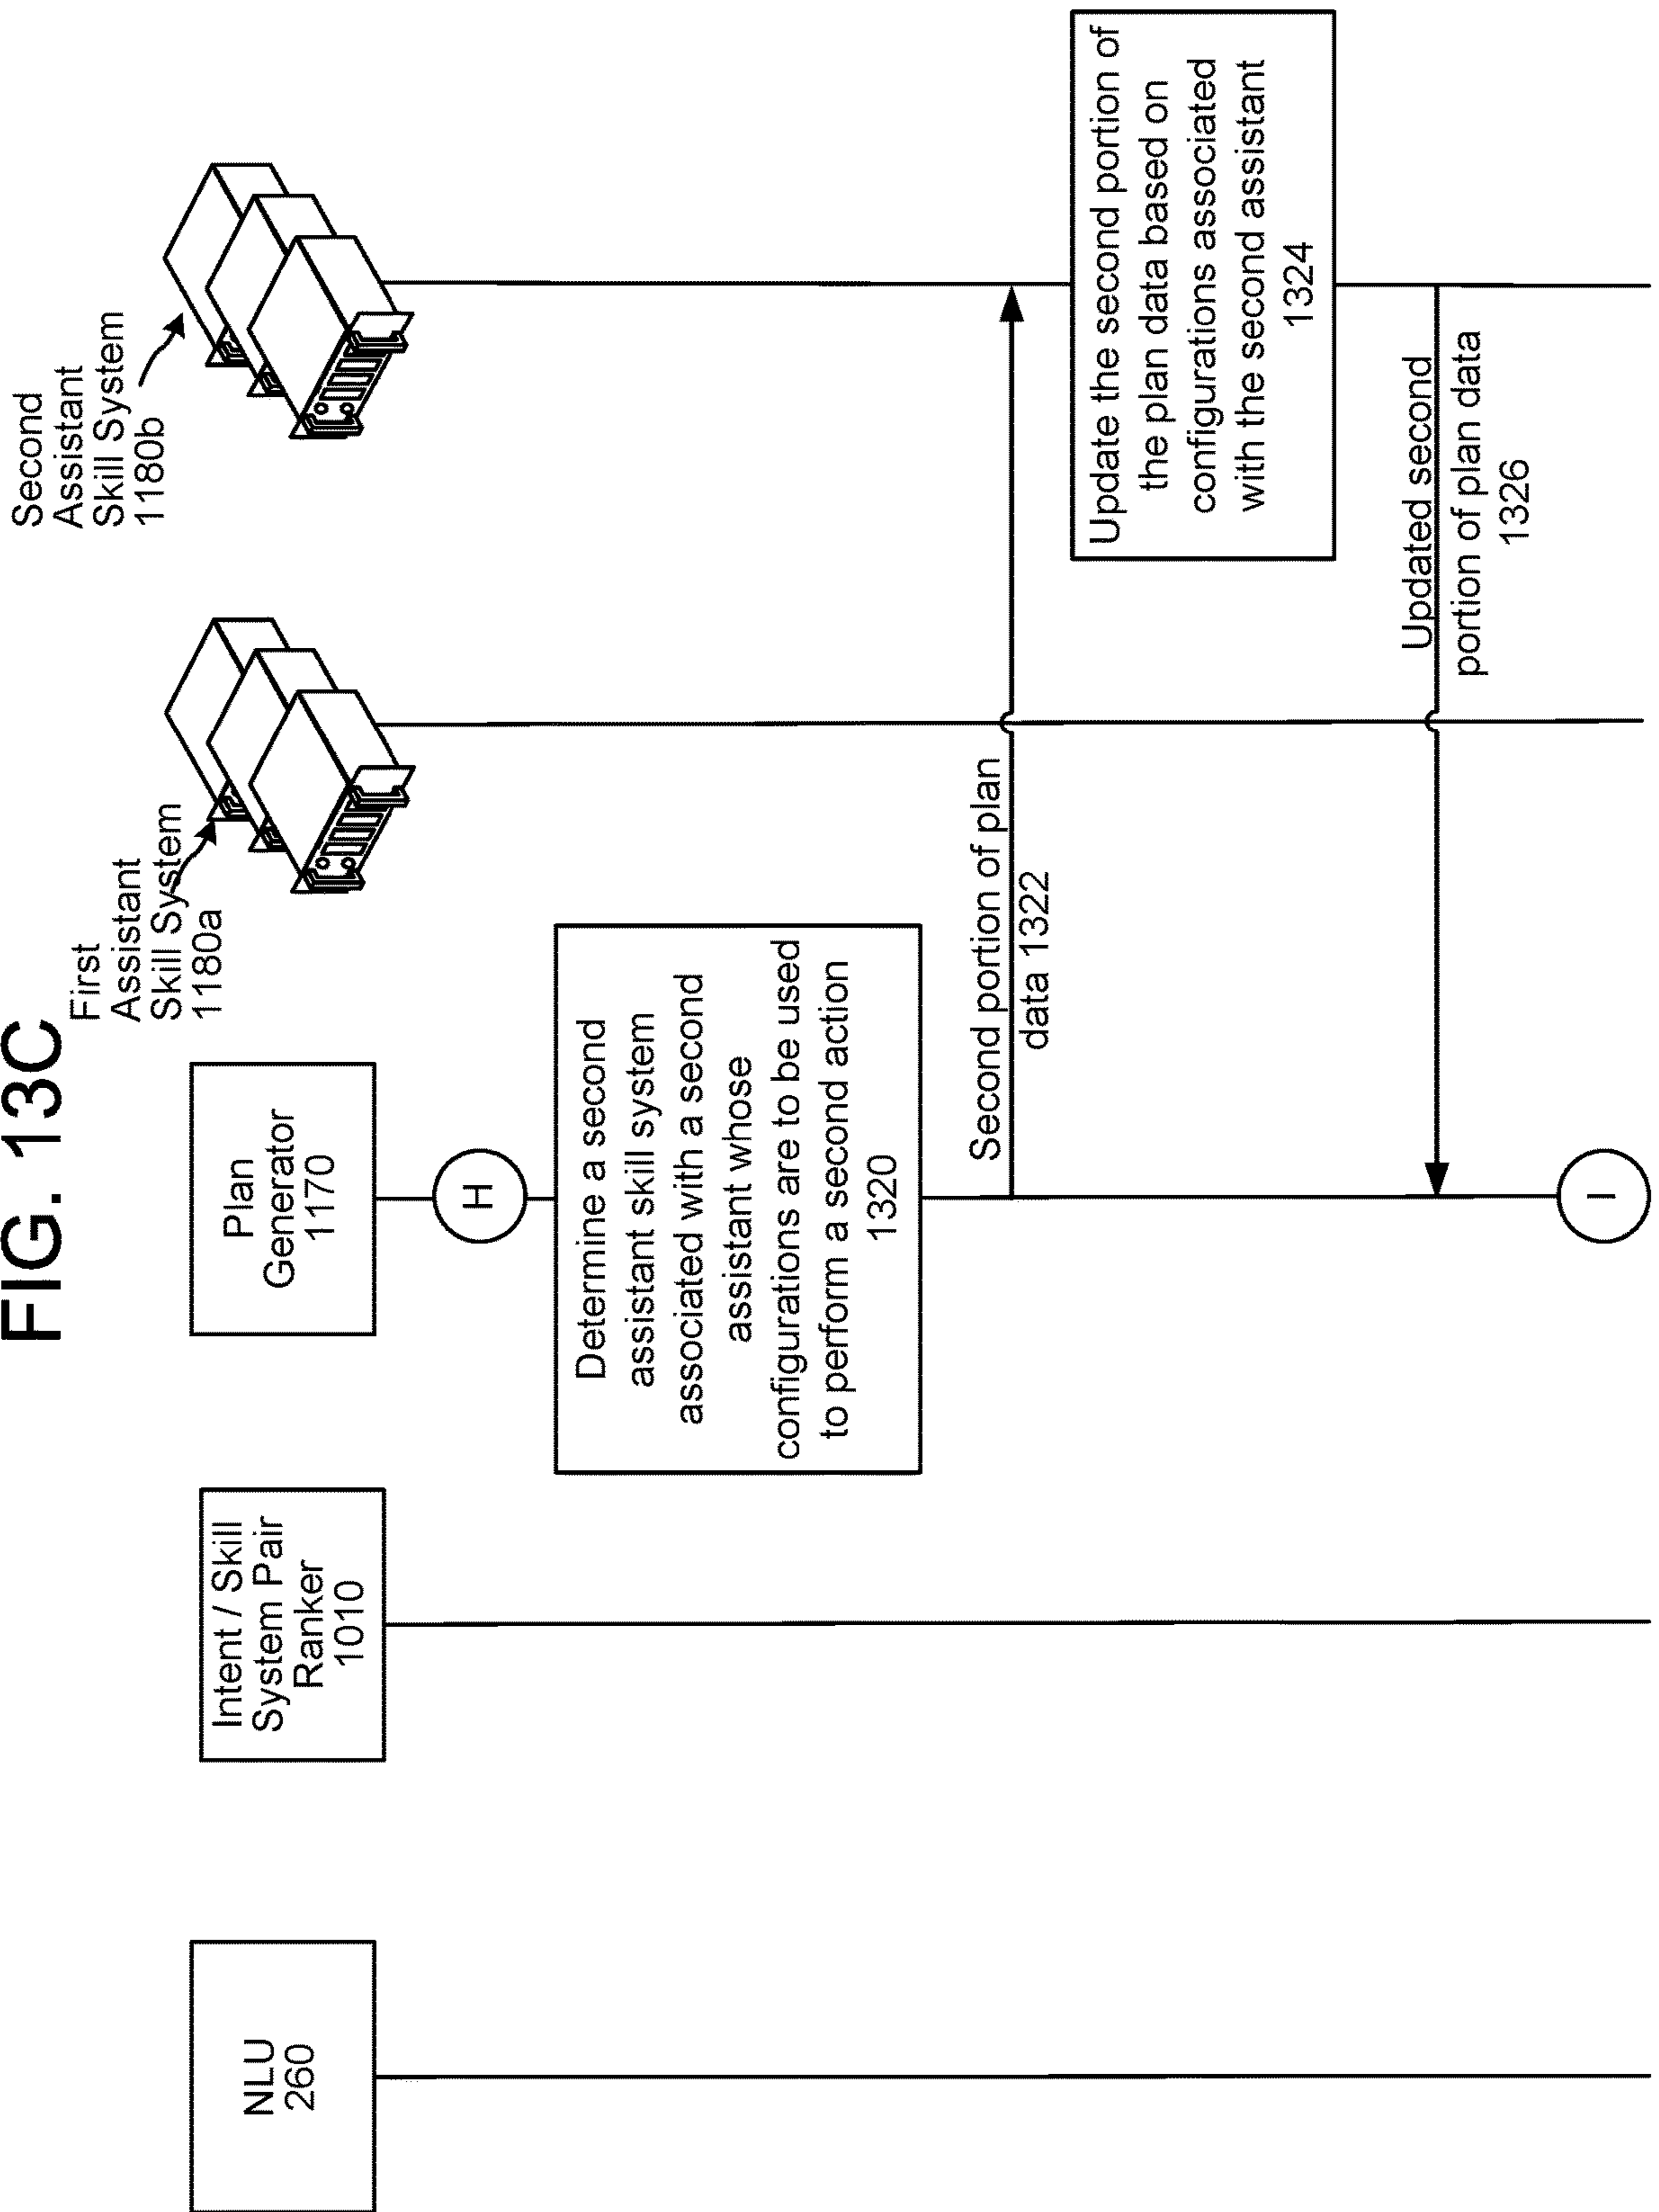 FIG. 13C
NLU
260
Intent / Skill
System Pair
Ranker
1010
Plan
Generator
1170
First
Assistant
Skill System
1180a
Second
Assistant
Skill System
1180b
H
Determine a second
assistant skill system
associated with a second
assistant whose
configurations are to be used
to perform a second action
1320
Second portion of plan
data 1322
Update the second portion of
the plan data based on
configurations associated
with the second assistant
1324
Updated second
portion of plan data
1326
I